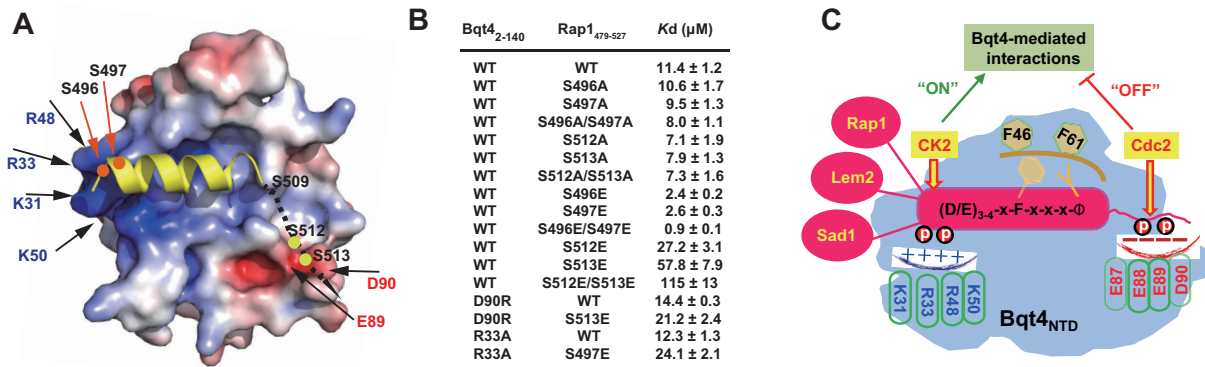 A
S497
S496
R48
R33
K31
K50
S509
S512
S513
D90
E89
B
Bqt4₂₋₁₄₀ Rap1₄₇₉₋₅₂₇ Kd (µM)
WT WT 11.4 ± 1.2
WT S496A 10.6 ± 1.7
WT S497A 9.5 ± 1.3
WT S496A/S497A 8.0 ± 1.1
WT S512A 7.1 ± 1.9
WT S513A 7.9 ± 1.3
WT S512A/S513A 7.3 ± 1.6
WT S496E 2.4 ± 0.2
WT S497E 2.6 ± 0.3
WT S496E/S497E 0.9 ± 0.1
WT S512E 27.2 ± 3.1
WT S513E 57.8 ± 7.9
WT S512E/S513E 115 ± 13
D90R WT 14.4 ± 0.3
D90R S513E 21.2 ± 2.4
R33A WT 12.3 ± 1.3
R33A S497E 24.1 ± 2.1
C
Bqt4-mediated
interactions
“ON”
“OFF”
Rap1
CK2
F46
F61
Cdc2
Lem2
(D/E)₃₋₄-x-F-x-x-x-Φ
Sad1
p p
p p
++++
K31 R33 R48 K50
E87 E88 E89 D90
Bqt4NTD